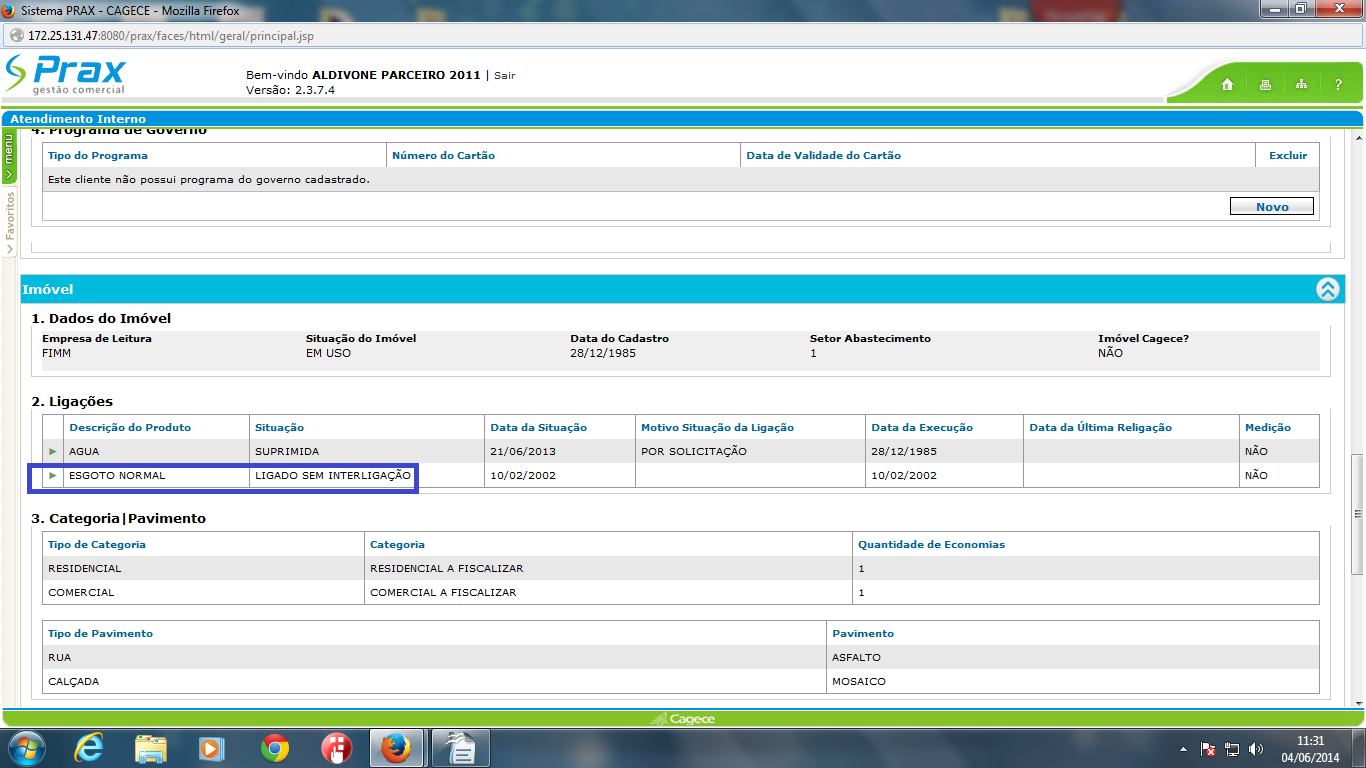 Sistema PRAX - CAGECE - Mozilla Firefox
172.25.131.47:8080/prax/faces/html/geral/principal.jsp
Prax
gestão comercial
Bem-vindo ALDIVONE PARCEIRO 2011 | Sair
Versão: 2.3.7.4
?
Atendimento Interno
menu
Favoritos
4. Programa de Governo
Tipo do Programa Número do Cartão Data de Validade do Cartão Excluir
Este cliente não possui programa do governo cadastrado.
Novo
Imóvel
1. Dados do Imóvel
Empresa de Leitura Situação do Imóvel Data do Cadastro Setor Abastecimento Imóvel Cagece?
FIMM EM USO 28/12/1985 1 NÃO
2. Ligações
Descrição do Produto Situação Data da Situação Motivo Situação da Ligação Data da Execução Data da Última Religação Medição
AGUA SUPRIMIDA 21/06/2013 POR SOLICITAÇÃO 28/12/1985 NÃO
ESGOTO NORMAL LIGADO SEM INTERLIGAÇÃO 10/02/2002 10/02/2002 NÃO
3. Categoria|Pavimento
Tipo de Categoria Categoria Quantidade de Economias
RESIDENCIAL RESIDENCIAL A FISCALIZAR 1
COMERCIAL COMERCIAL A FISCALIZAR 1
Tipo de Pavimento Pavimento
RUA ASFALTO
CALÇADA MOSAICO
Cagece
11:31
04/06/2014